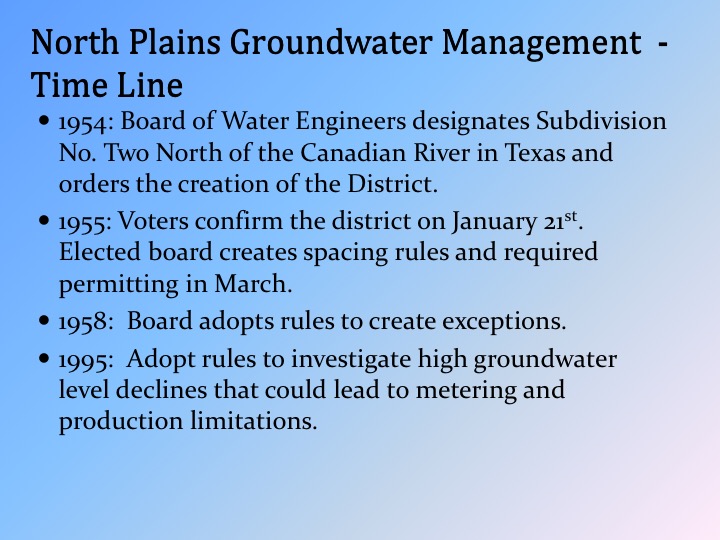 North Plains Groundwater Management  -
Time Line
• 1954: Board of Water Engineers designates Subdivision
No. Two North of the Canadian River in Texas and
orders the creation of the District.
• 1955: Voters confirm the district on January 21st.
Elected board creates spacing rules and required
permitting in March.
• 1958:  Board adopts rules to create exceptions.
• 1995:  Adopt rules to investigate high groundwater
level declines that could lead to metering and
production limitations.